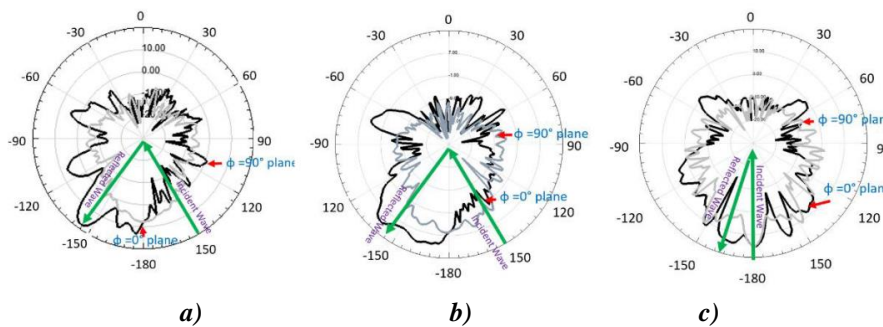 0
-30
30
10.00
0.00
-60
60
-90
90
ϕ =90° plane
Reflected Wave
Incident Wave
-120
120
-150
150
ϕ =0° plane
-180
a)
0
-30
30
-60
60
-90
90
ϕ =90° plane
ϕ =0° plane
Reflected Wave
Incident Wave
-120
120
-150
150
-180
b)
0
-30
30
10.00
-60
60
ϕ =90° plane
-90
90
Reflected Wave
Incident Wave
ϕ =0° plane
-120
120
-150
150
-180
c)